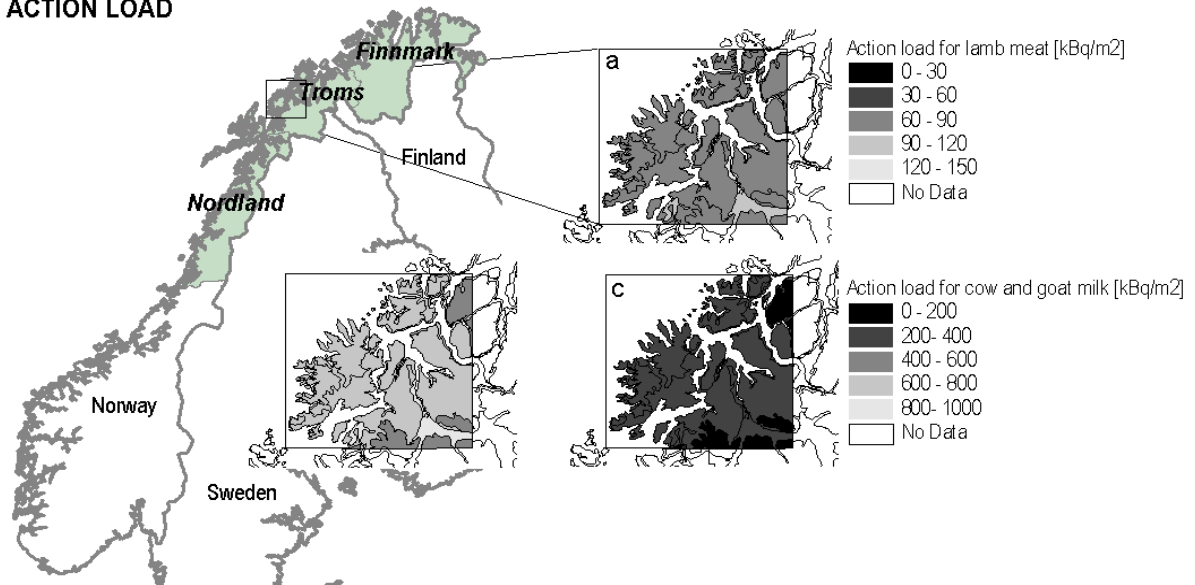 ACTION LOAD
Finnmark
Troms
Finland
Nordland
Norway
Sweden
a
Action load for lamb meat [kBq/m2]
0 - 30
30 - 60
60 - 90
90 - 120
120 - 150
No Data
c
Action load for cow and goat milk [kBq/m2]
0 - 200
200- 400
400 - 600
600 - 800
800- 1000
No Data